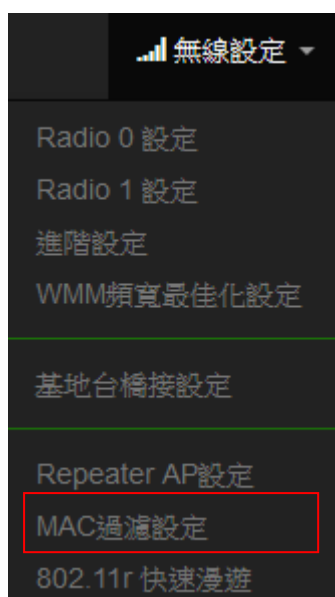 無線設定
Radio 0 設定
Radio 1 設定
進階設定
WMM頻寬最佳化設定
基地台橋接設定
Repeater AP設定
MAC過濾設定
802.11r 快速漫遊